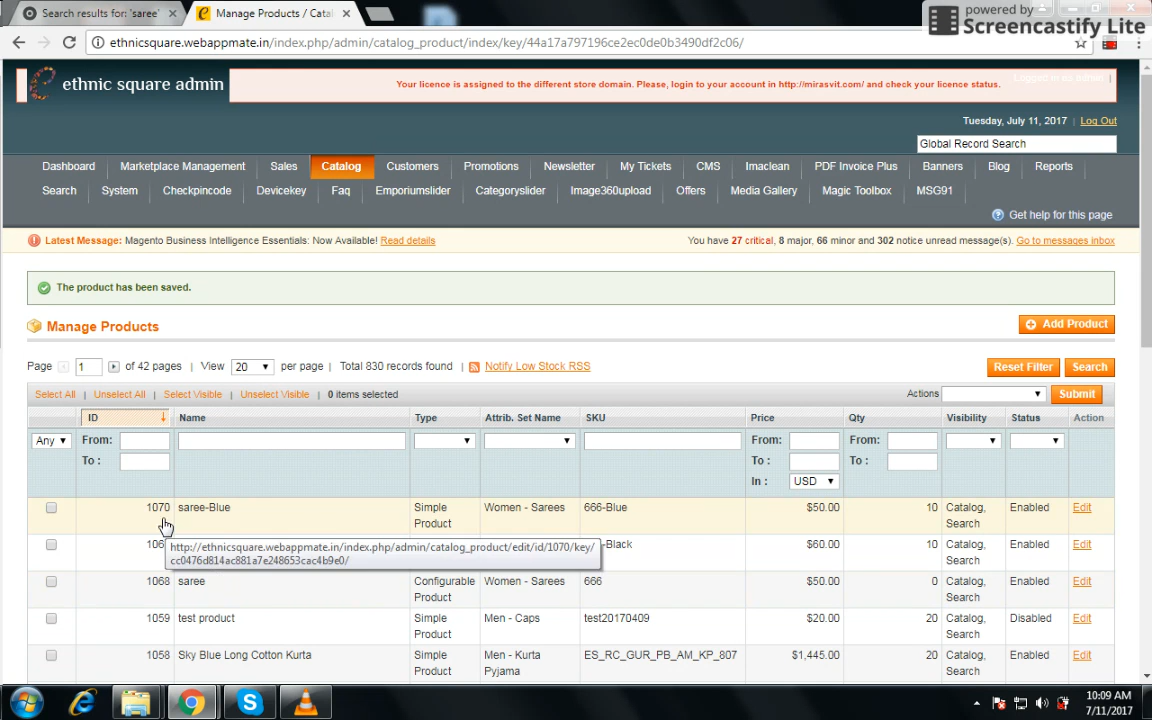 Search results for: 'saree'
Manage Products / Catal
powered by
Screencastify Lite
ethnicsquare.webappmate.in/index.php/admin/catalog_product/index/key/44a17a797196ce2ec0de0b3490df2c06/
ethnic square admin
Your licence is assigned to the different store domain. Please, login to your account in http://mirasvit.com/ and check your licence status.
Tuesday, July 11, 2017 | Log Out
Global Record Search
Dashboard Marketplace Management Sales Catalog Customers Promotions Newsletter My Tickets CMS Imaclean PDF Invoice Plus Banners Blog Reports
Search System Checkpincode Devicekey Faq Emporiumslider Categoryslider Image360upload Offers Media Gallery Magic Toolbox MSG91
Get help for this page
Latest Message: Magento Business Intelligence Essentials: Now Available! Read details
You have 27 critical, 8 major, 66 minor and 302 notice unread message(s). Go to messages inbox
The product has been saved.
Manage Products
Add Product
Page 1 of 42 pages | View 20 per page | Total 830 records found | Notify Low Stock RSS
Reset Filter Search
Select All | Unselect All | Select Visible | Unselect Visible | 0 items selected
Actions Submit
ID Name Type Attrib. Set Name SKU Price Qty Visibility Status Action
Any From: From: From:
To : To : To :
In : USD
1070 saree-Blue Simple Product Women - Sarees 666-Blue $50.00 10 Catalog, Search Enabled Edit
106 -Black $60.00 10 Catalog, Search Enabled Edit
http://ethnicsquare.webappmate.in/index.php/admin/catalog_product/edit/id/1070/key/
cc0476d814ac881a7e248653cac4b9e0/
1068 saree Configurable Product Women - Sarees 666 $50.00 0 Catalog, Search Enabled Edit
1059 test product Simple Product Men - Caps test20170409 $20.00 20 Catalog, Search Disabled Edit
1058 Sky Blue Long Cotton Kurta Simple Product Men - Kurta Pyjama ES_RC_GUR_PB_AM_KP_807 $1,445.00 20 Catalog, Search Enabled Edit
10:09 AM
7/11/2017